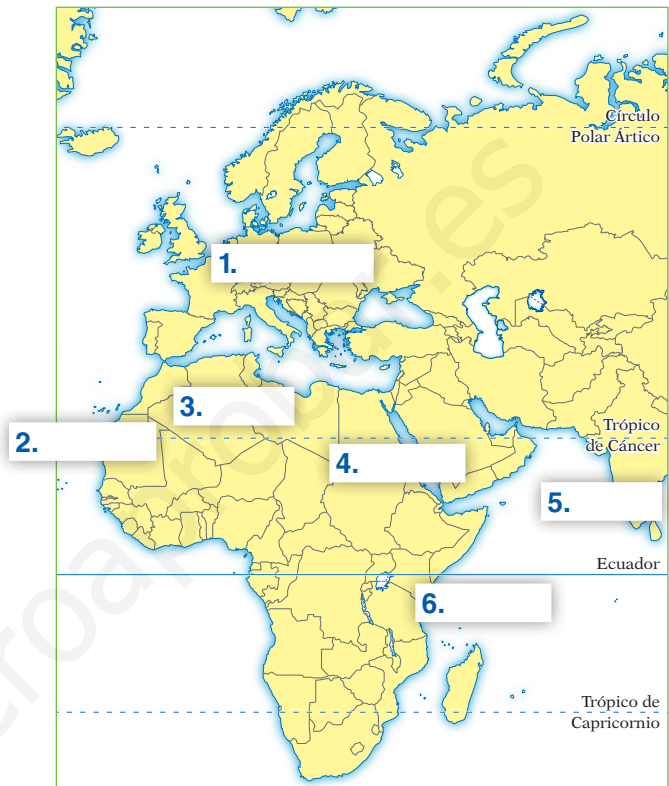 Círculo
Polar Ártico
1.
3.
2.
Trópico
de Cáncer
4.
5.
Ecuador
6.
Trópico de
Capricornio